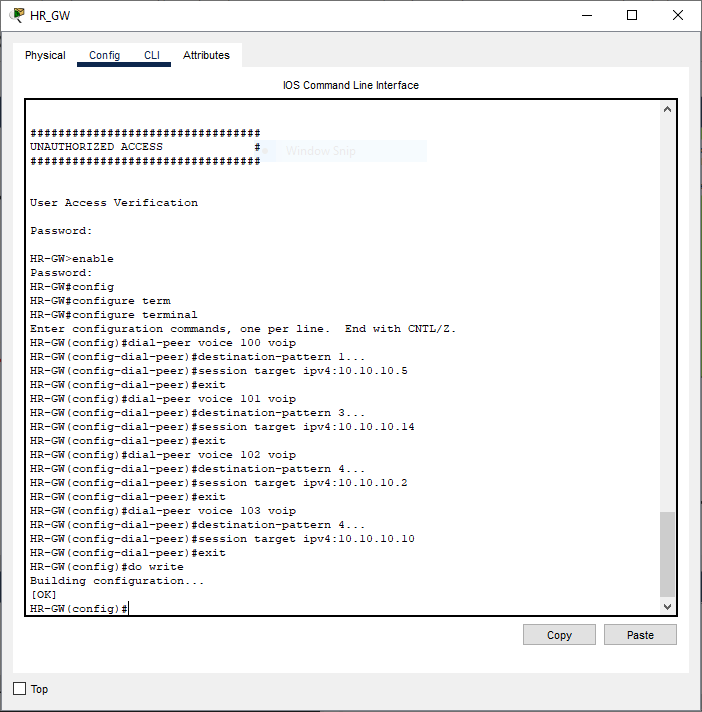 HR_GW
Physical Config CLI Attributes
IOS Command Line Interface
#################################
UNAUTHORIZED ACCESS             #
#################################
Window Snip
User Access Verification
Password:
HR-GW>enable
Password:
HR-GW#config
HR-GW#configure term
HR-GW#configure terminal
Enter configuration commands, one per line.  End with CNTL/Z.
HR-GW(config)#dial-peer voice 100 voip
HR-GW(config-dial-peer)#destination-pattern 1...
HR-GW(config-dial-peer)#session target ipv4:10.10.10.5
HR-GW(config-dial-peer)#exit
HR-GW(config)#dial-peer voice 101 voip
HR-GW(config-dial-peer)#destination-pattern 3...
HR-GW(config-dial-peer)#session target ipv4:10.10.10.14
HR-GW(config-dial-peer)#exit
HR-GW(config)#dial-peer voice 102 voip
HR-GW(config-dial-peer)#destination-pattern 4...
HR-GW(config-dial-peer)#session target ipv4:10.10.10.2
HR-GW(config-dial-peer)#exit
HR-GW(config)#dial-peer voice 103 voip
HR-GW(config-dial-peer)#destination-pattern 4...
HR-GW(config-dial-peer)#session target ipv4:10.10.10.10
HR-GW(config-dial-peer)#exit
HR-GW(config)#do write
Building configuration...
[OK]
HR-GW(config)#
Copy Paste
Top